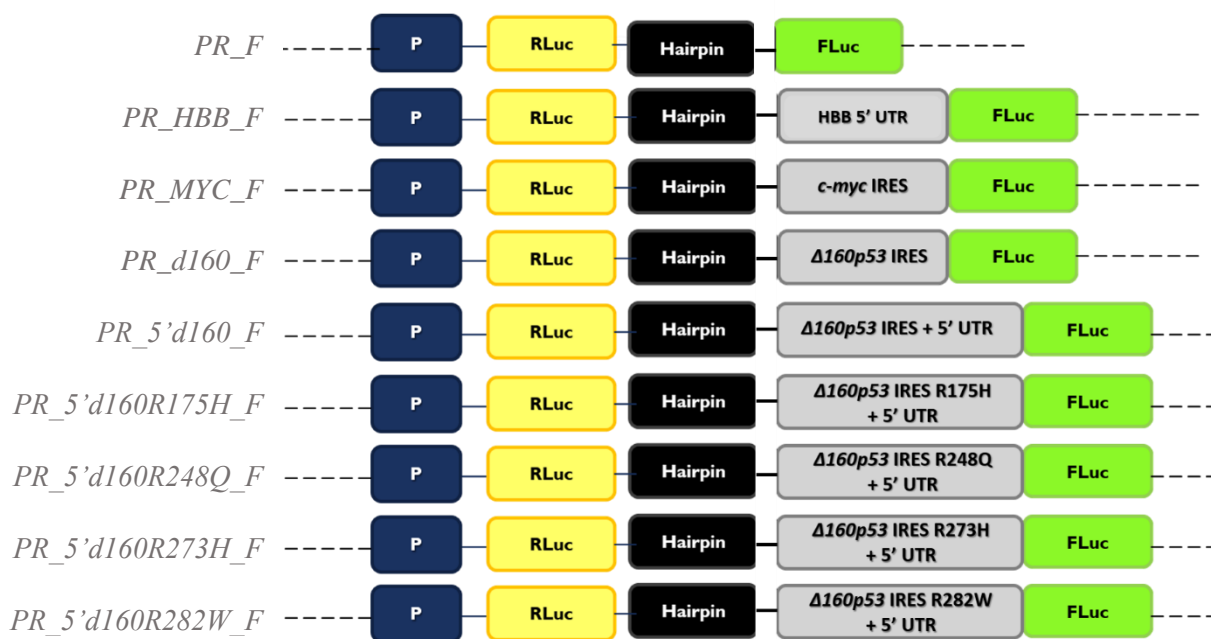 PR_F P RLuc Hairpin FLuc
PR_HBB_F P RLuc Hairpin HBB 5’ UTR FLuc
PR_MYC_F P RLuc Hairpin c-myc IRES FLuc
PR_d160_F P RLuc Hairpin Δ160p53 IRES FLuc
PR_5’d160_F P RLuc Hairpin Δ160p53 IRES + 5’ UTR FLuc
PR_5’d160R175H_F P RLuc Hairpin Δ160p53 IRES R175H
+ 5’ UTR FLuc
PR_5’d160R248Q_F P RLuc Hairpin Δ160p53 IRES R248Q
+ 5’ UTR FLuc
PR_5’d160R273H_F P RLuc Hairpin Δ160p53 IRES R273H
+ 5’ UTR FLuc
PR_5’d160R282W_F P RLuc Hairpin Δ160p53 IRES R282W
+ 5’ UTR FLuc